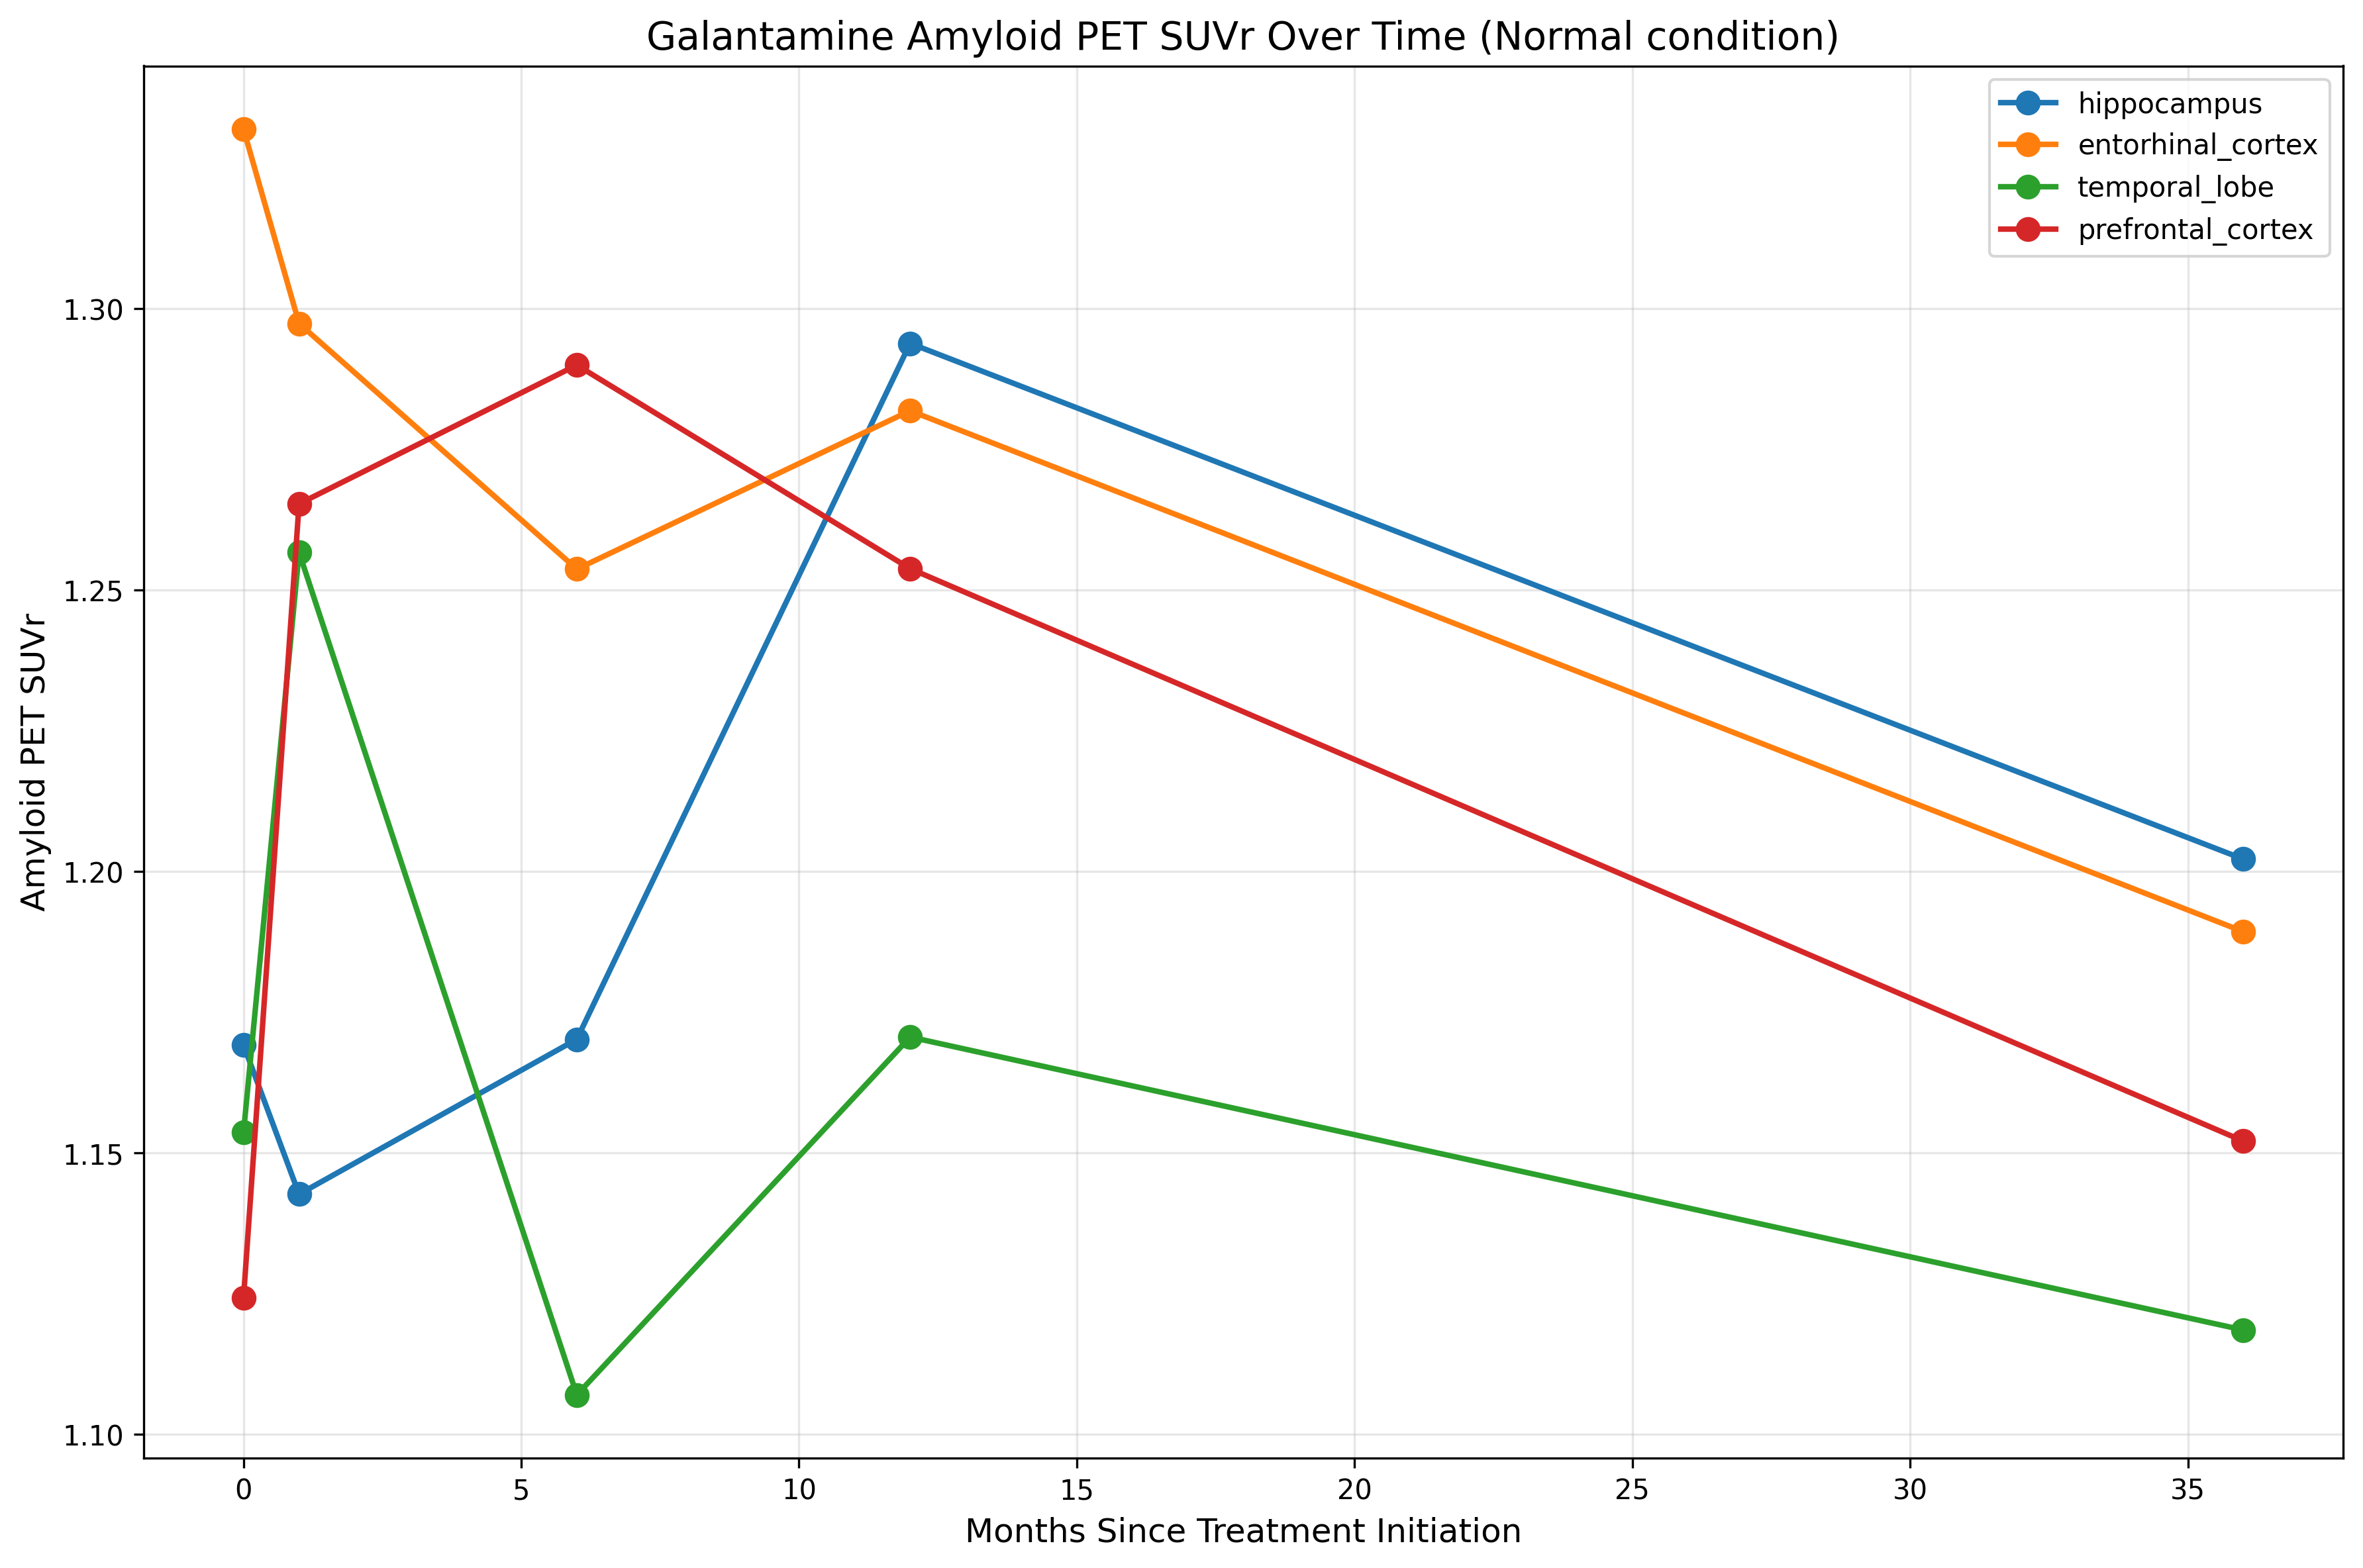 Galantamine Amyloid PET SUVr Over Time (Normal condition)
hippocampus
entorhinal_cortex
temporal_lobe
prefrontal_cortex
Amyloid PET SUVr
1.30
1.25
1.20
1.15
1.10
0 5 10 15 20 25 30 35
Months Since Treatment Initiation